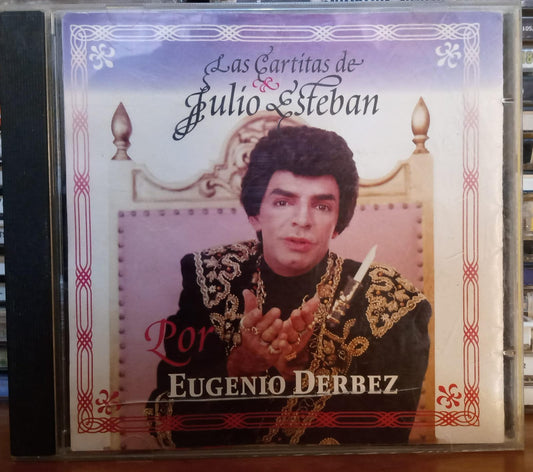 Las Cartitas de
Julio Esteban
Por
EUGENIO DERBEZ